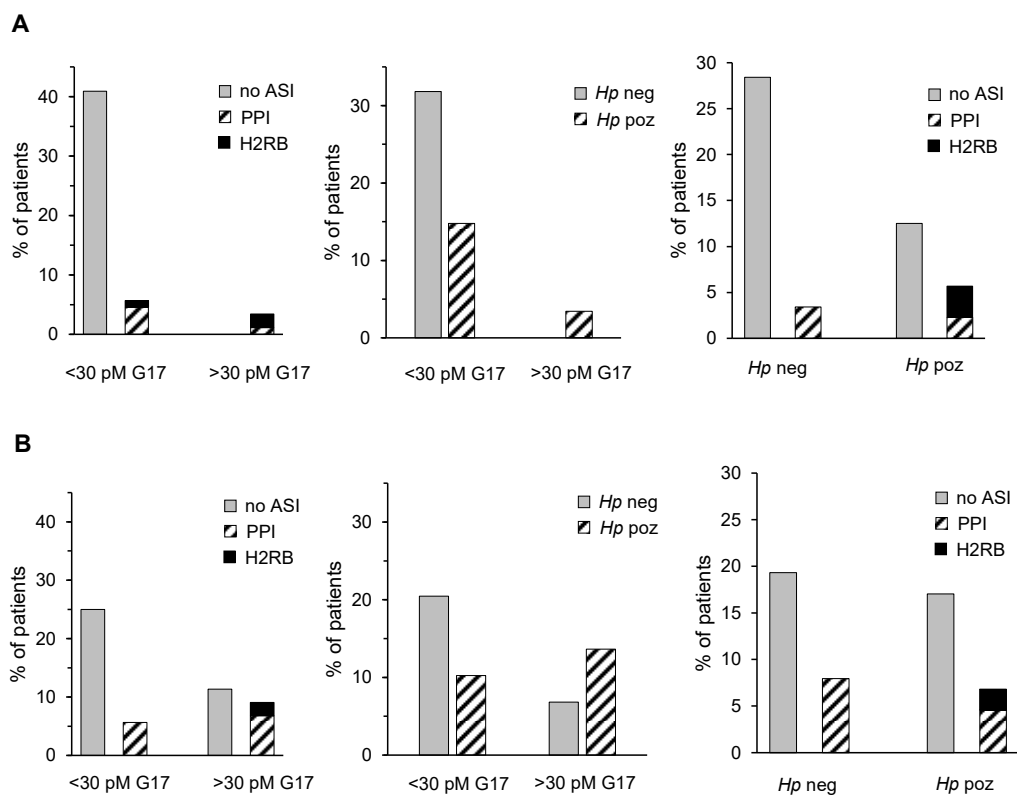 A
% of patients
40
30
20
10
0
no ASI
PPI
H2RB
<30 pM G17
>30 pM G17
% of patients
30
20
10
0
Hp neg
Hp poz
<30 pM G17
>30 pM G17
% of patients
30
25
20
15
10
5
0
no ASI
PPI
H2RB
Hp neg
Hp poz
B
% of patients
40
30
20
10
0
no ASI
PPI
H2RB
<30 pM G17
>30 pM G17
% of patients
30
20
10
0
Hp neg
Hp poz
<30 pM G17
>30 pM G17
% of patients
30
25
20
15
10
5
0
no ASI
PPI
H2RB
Hp neg
Hp poz